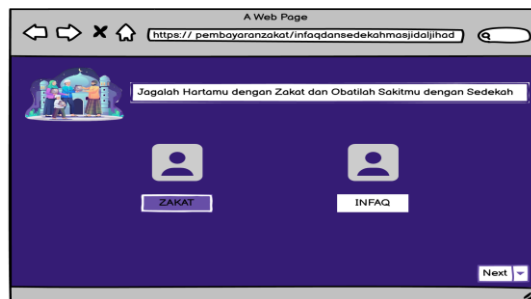 A Web Page
https:// pembayaranzakat/infaqdansedekahmasjidaljihad
Jagalah Hartamu dengan Zakat dan Obatilah Sakitmu dengan Sedekah
ZAKAT
INFAQ
Next